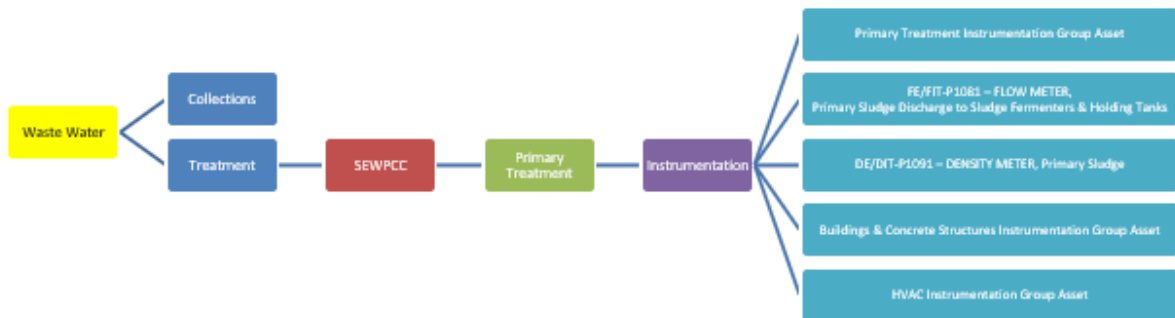 Waste Water
Collections
Treatment
SEWPCC
Primary
Treatment
Instrumentation
Primary Treatment Instrumentation Group Asset
FE/FIT-P1081 – FLOW METER,
Primary Sludge Discharge to Sludge Fermenters & Holding Tanks
DE/DIT-P1091 – DENSITY METER, Primary Sludge
Buildings & Concrete Structures Instrumentation Group Asset
HVAC Instrumentation Group Asset